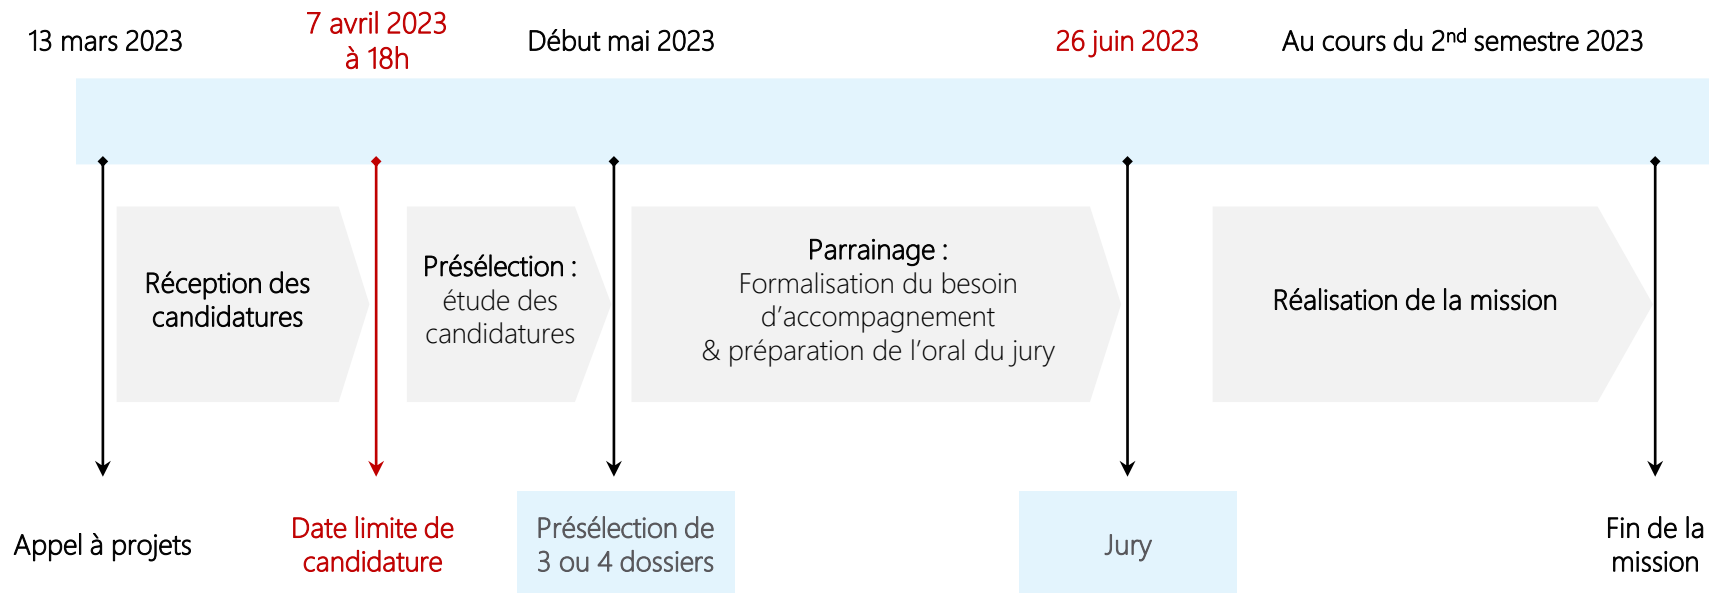 13 mars 2023
7 avril 2023
à 18h
Début mai 2023
26 juin 2023
Au cours du 2nd semestre 2023
Réception des
candidatures
Présélection :
étude des
candidatures
Parrainage :
Formalisation du besoin
d’accompagnement
& préparation de l’oral du jury
Réalisation de la mission
Appel à projets
Date limite de
candidature
Présélection de
3 ou 4 dossiers
Jury
Fin de la
mission